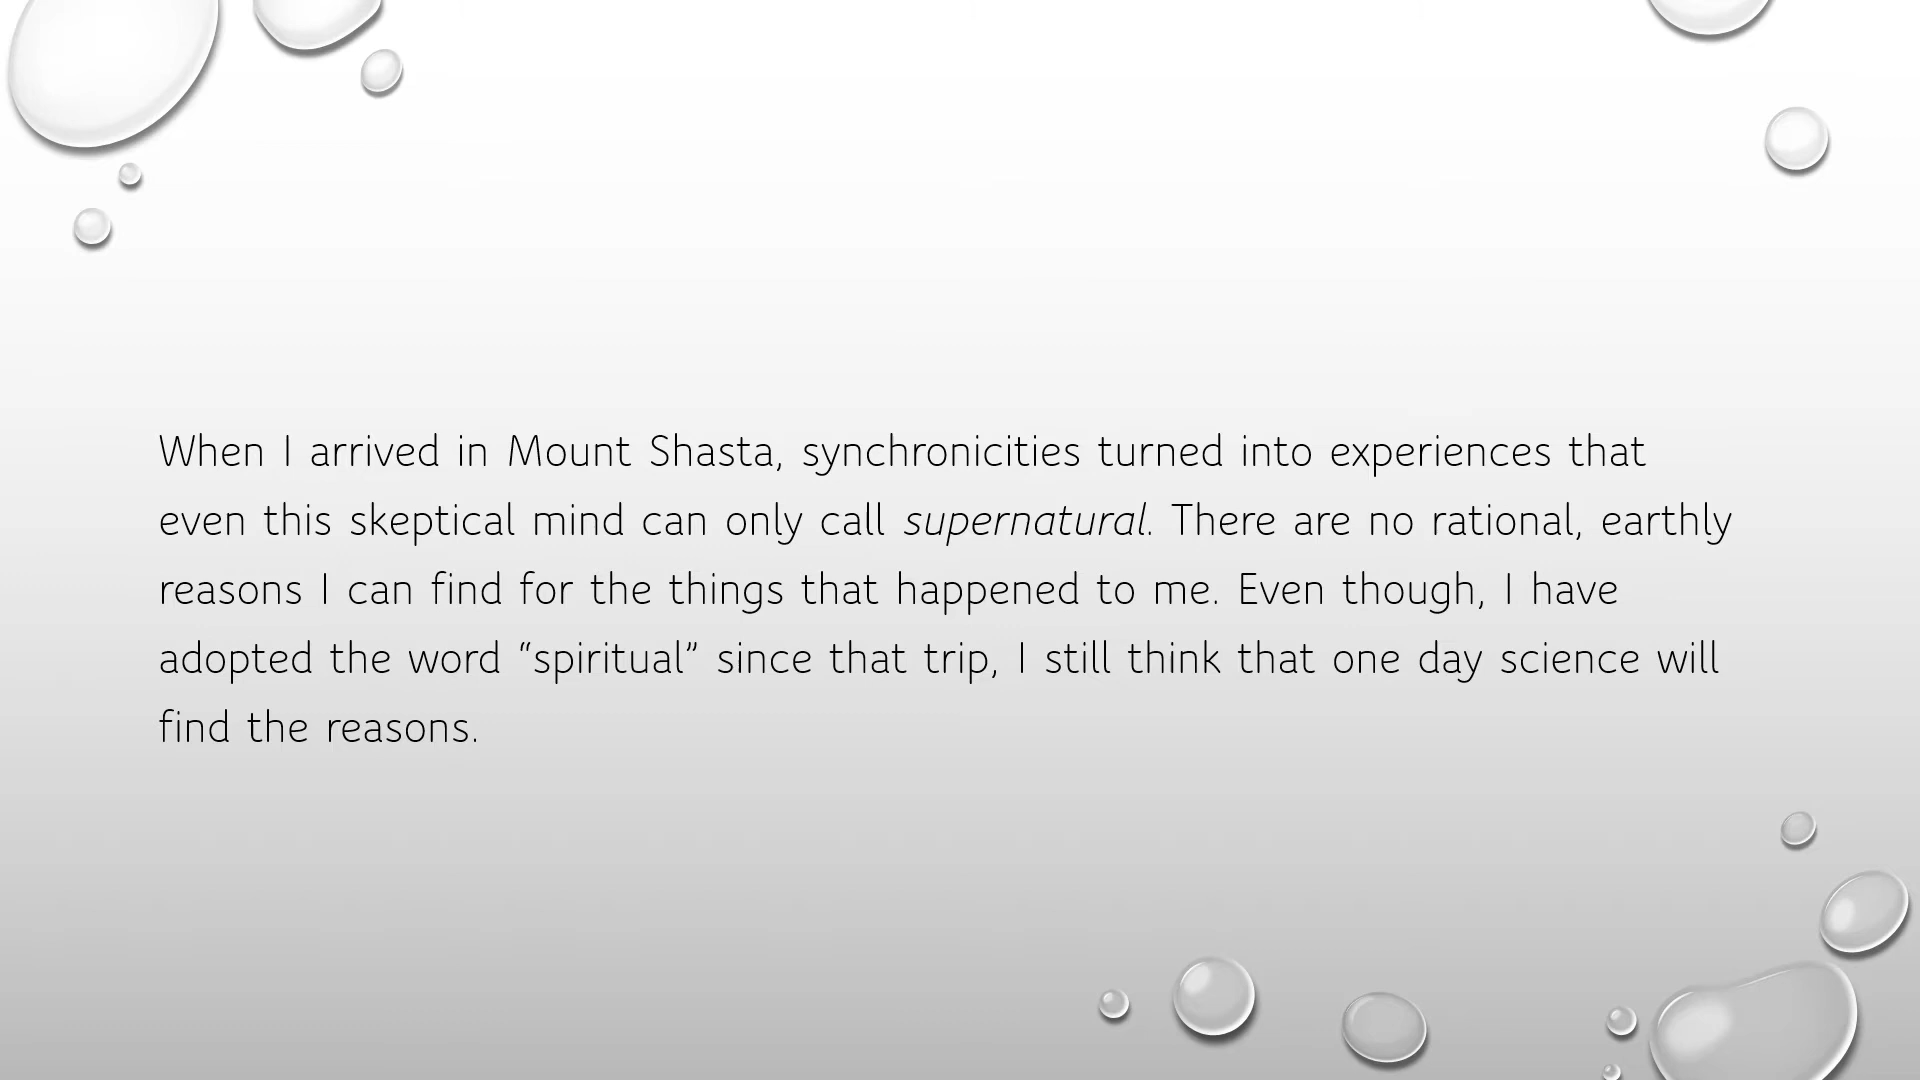 When I arrived in Mount Shasta, synchronicities turned into experiences that
even this skeptical mind can only call supernatural. There are no rational, earthly
reasons I can find for the things that happened to me. Even though, I have
adopted the word “spiritual” since that trip, I still think that one day science will
find the reasons.